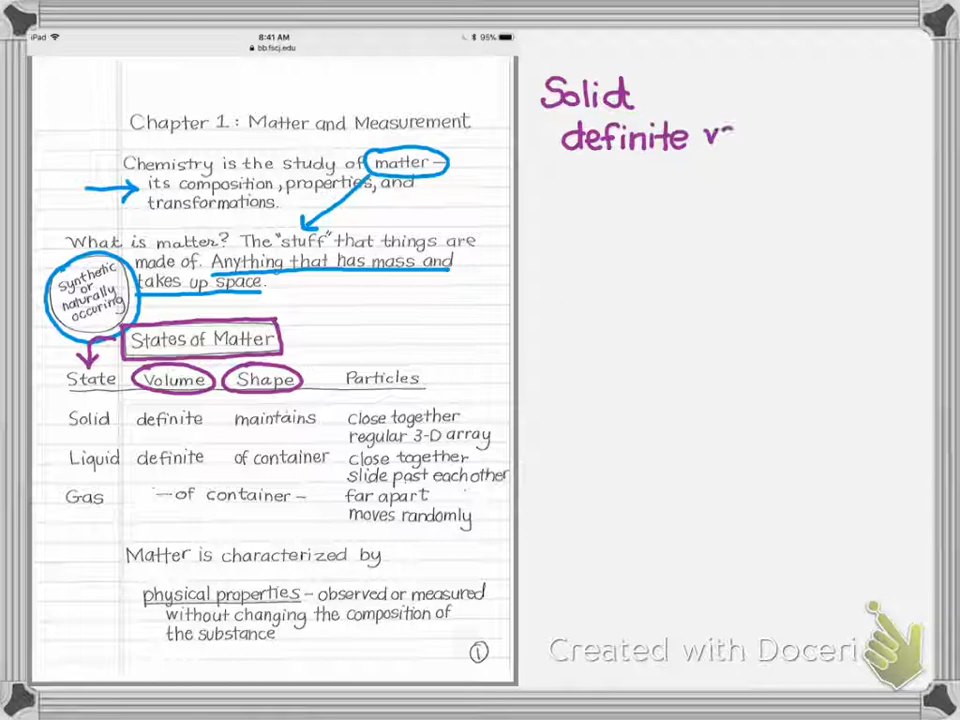 iPad 8:41 AM 95%
bb.fscj.edu
Chapter 1: Matter and Measurement
Chemistry is the study of matter –
its composition, properties, and
transformations.
What is matter? The "stuff" that things are
made of. Anything that has mass and
takes up space.
synthetic
or
naturally
occuring
States of Matter
State Volume Shape Particles
Solid definite maintains close together
regular 3-D array
Liquid definite of container close together
slide past each other
Gas –of container– far apart
moves randomly
Matter is characterized by
physical properties – observed or measured
without changing the composition of
the substance
1
Solid
definite v
Created with Doceri